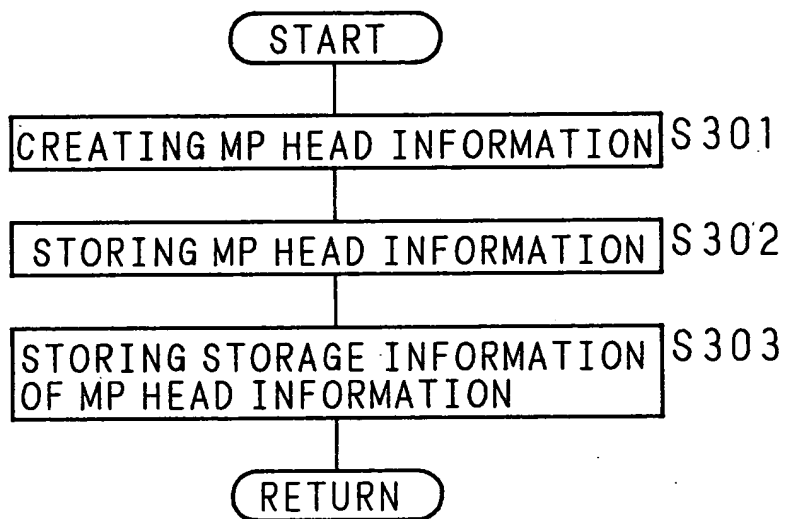 START
CREATING MP HEAD INFORMATION S301
STORING MP HEAD INFORMATION S302
STORING STORAGE INFORMATION S303
OF MP HEAD INFORMATION
RETURN